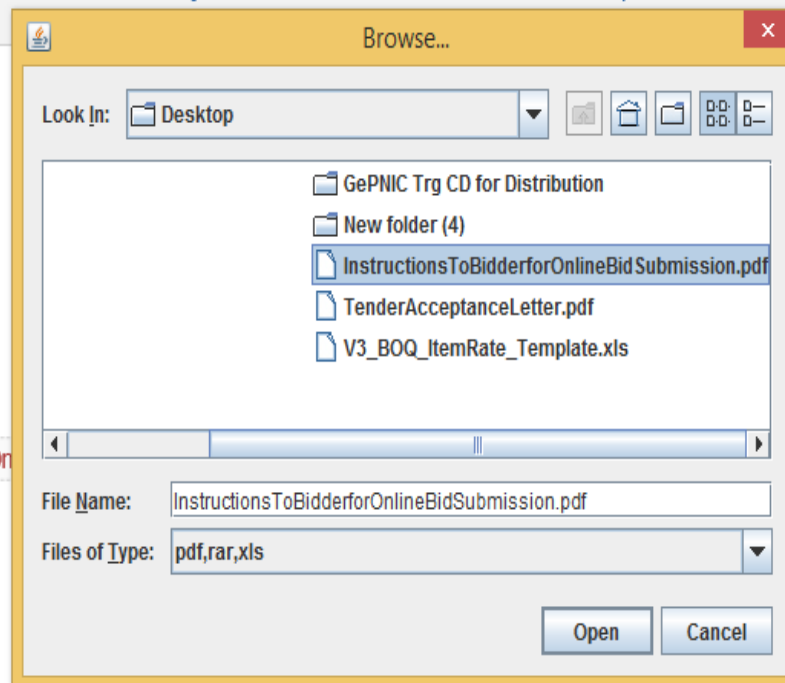 Browse...
Look In: Desktop
GePNIC Trg CD for Distribution
New folder (4)
InstructionsToBidderforOnlineBidSubmission.pdf
TenderAcceptanceLetter.pdf
V3_BOQ_ItemRate_Template.xls
File Name: InstructionsToBidderforOnlineBidSubmission.pdf
Files of Type: pdf,rar,xls
Open Cancel